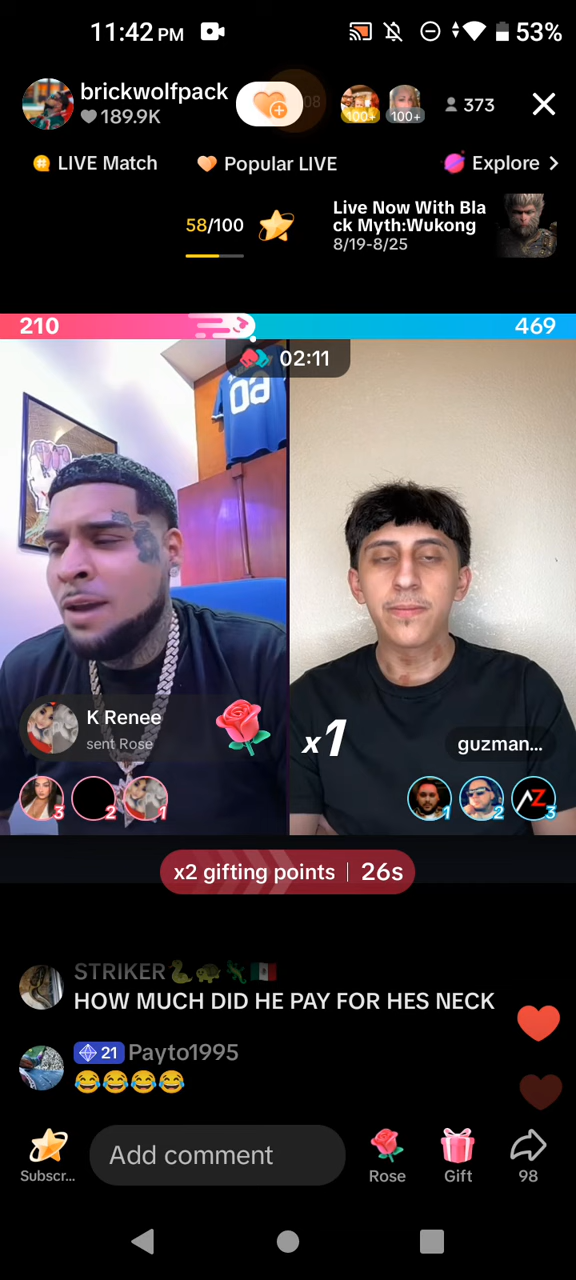 11:42 PM
53%
brickwolfpack
189.9K
100+
100+
373
LIVE Match
Popular LIVE
Explore
58/100
Live Now With Bla
ck Myth:Wukong
8/19-8/25
210
469
02:11
K Renee
sent Rose
x1
guzman...
3
2
1
1
2
3
AZ
x2 gifting points
26s
STRIKER🐍🐢🦎🇲🇽
HOW MUCH DID HE PAY FOR HES NECK
21 Payto1995
😂😂😂😂
Subscr...
Add comment
Rose
Gift
98